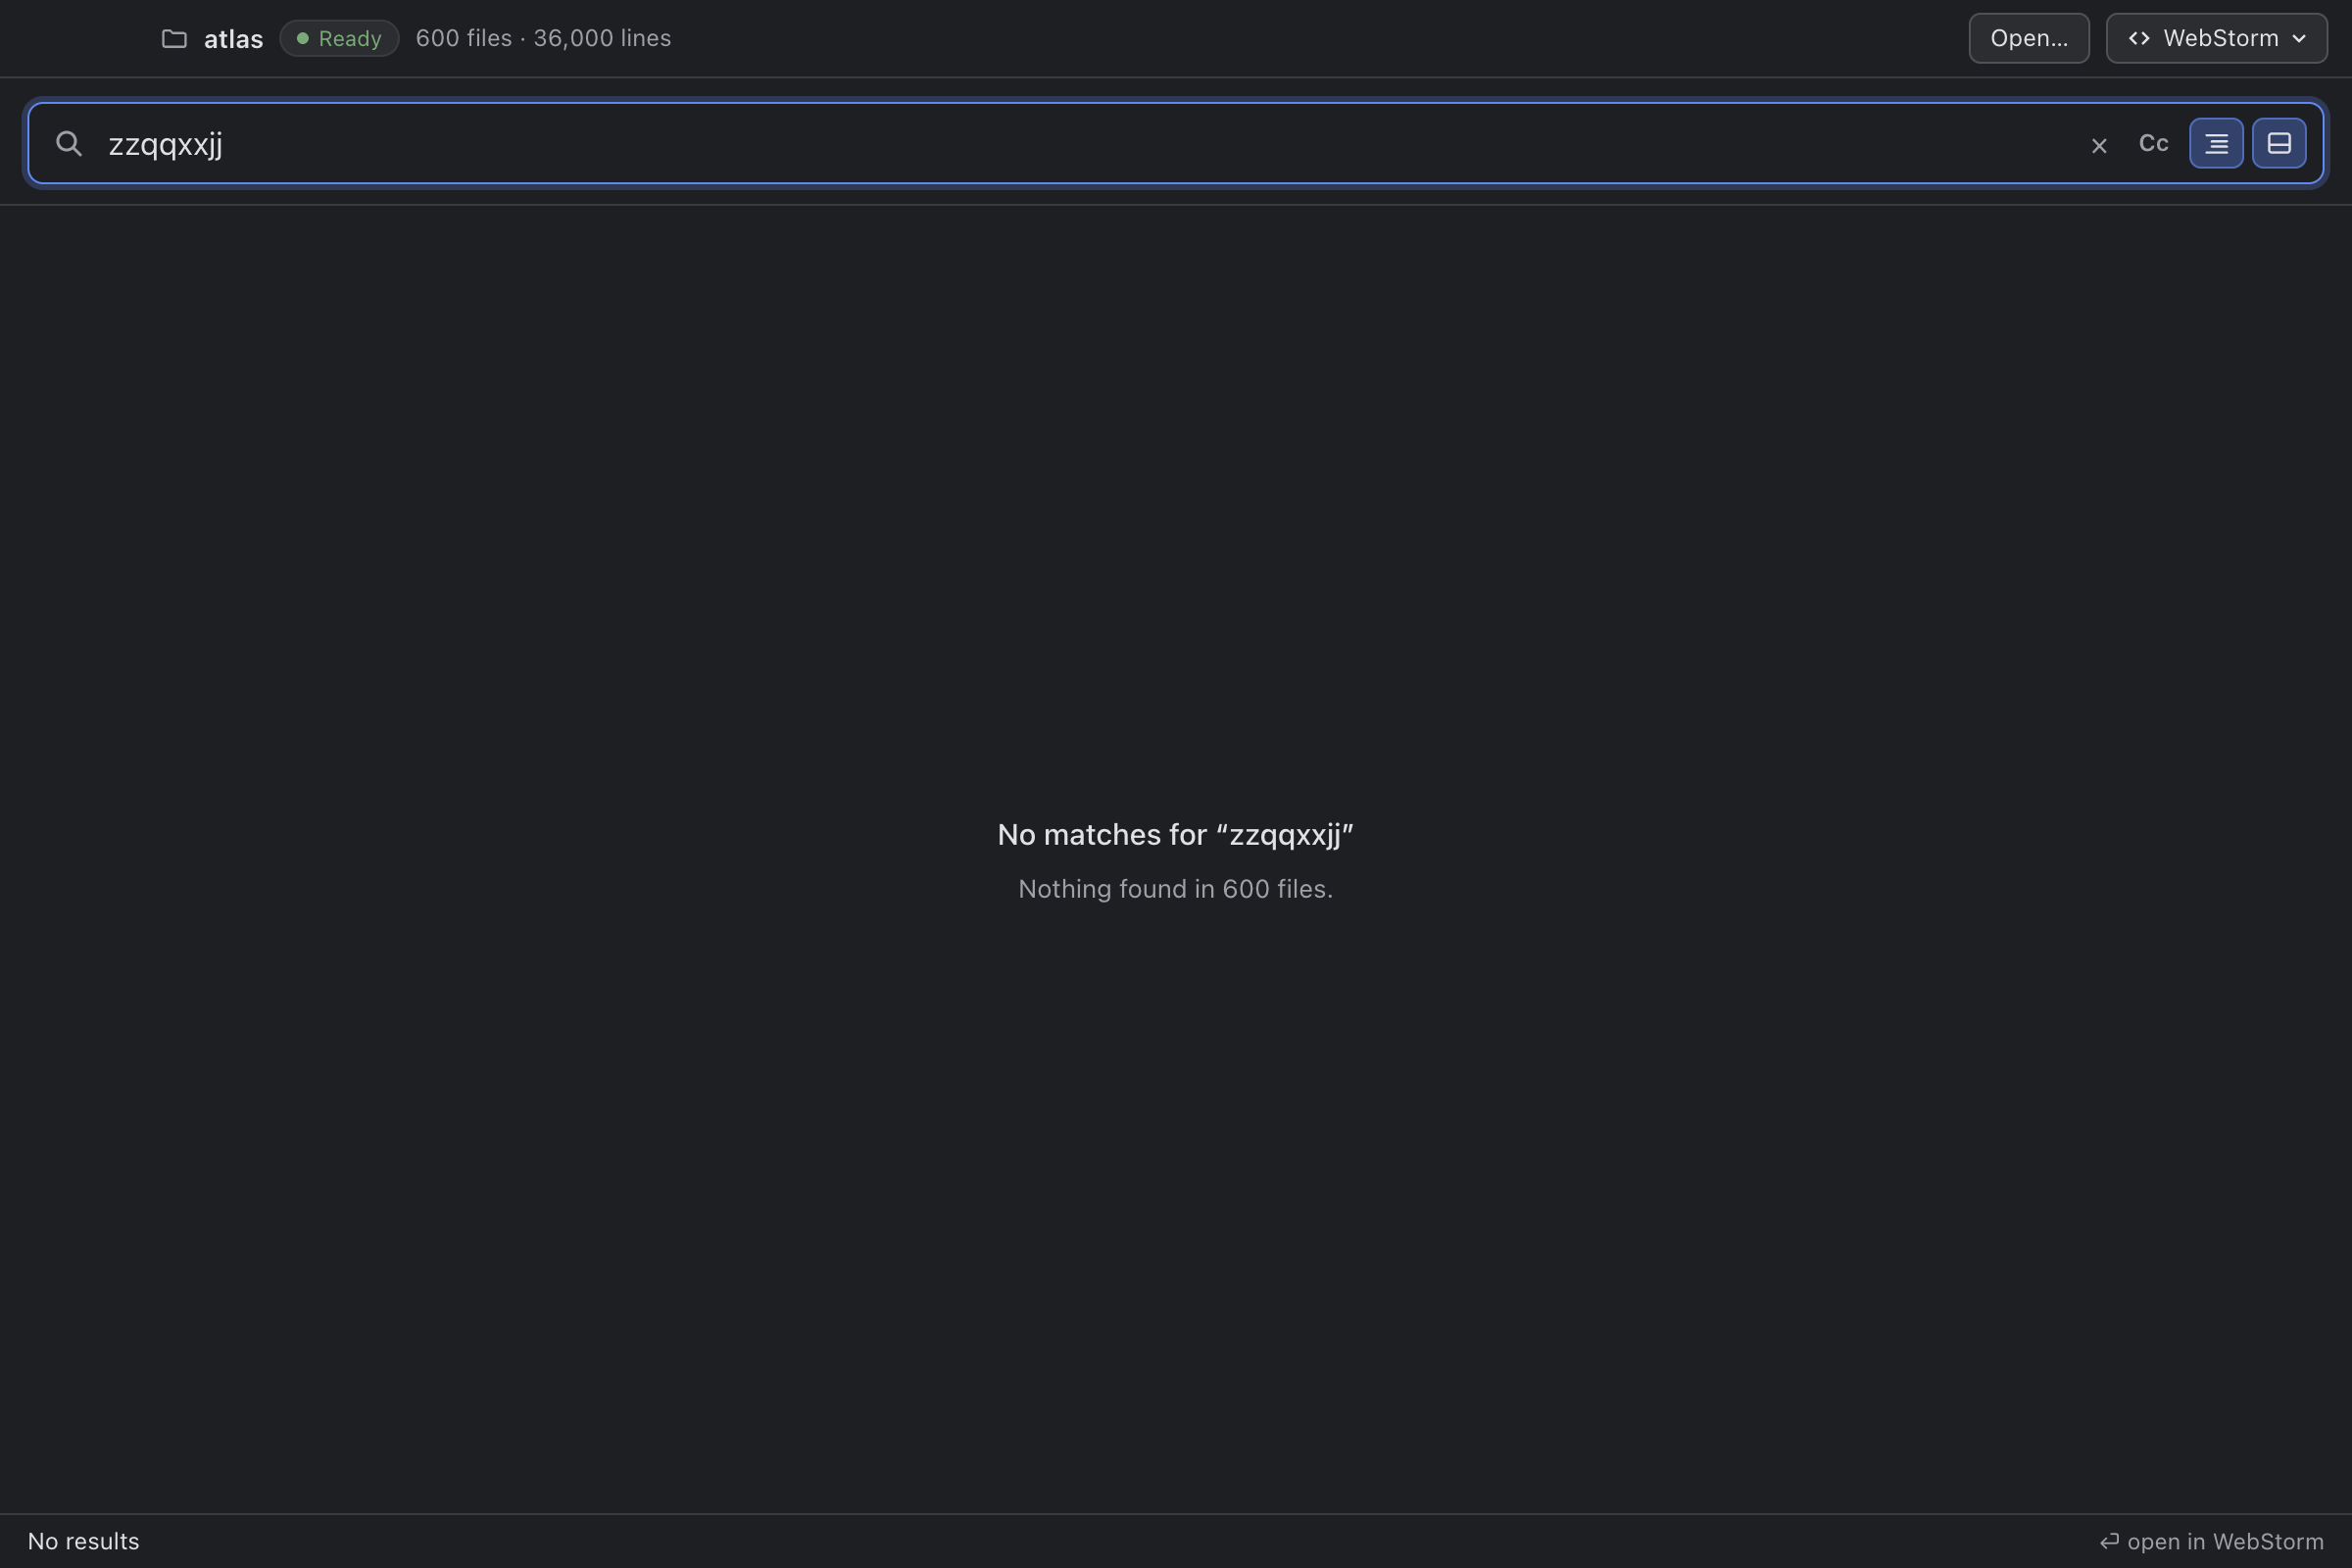 atlas Ready 600 files · 36,000 lines Open... WebStorm
zzqqxxjj Cc
No matches for “zzqqxxjj”
Nothing found in 600 files.
No results open in WebStorm